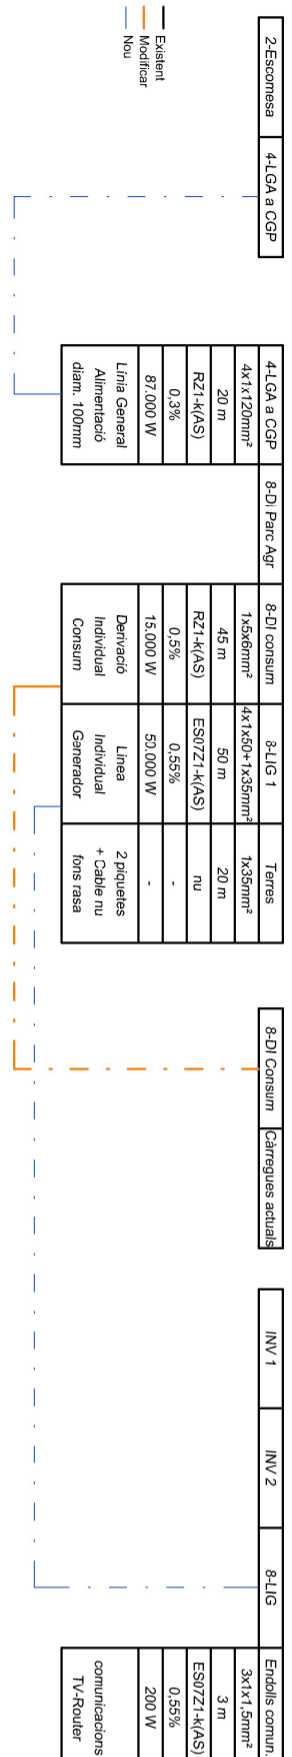 2-Escomesa
4-LGA a CGP
Existent
Modificar
Nou
4-LGA a CGP
4x1x120mm²
20 m
RZ1-k(AS)
0,3%
87.000 W
Línia General
Alimentació
diam. 100mm
8-Di Parc Agr
8-DI consum
1x5x6mm²
45 m
RZ1-k(AS)
0,5%
15.000 W
Derivació
Individual
Consum
8-LIG 1
4x1x50+1x35mm²
50 m
ES07Z1-k(AS)
0,55%
50.000 W
Linea
Individual
Generador
Terres
1x35mm²
20 m
nu
-
-
2 piquetes
+ Cable nu
fons rasa
8-DI Consum
Càrregues actuals
INV 1
INV 2
8-LIG
Endolls comun.
3x1x1,5mm²
3 m
ES07Z1-k(AS)
0,55%
200 W
comunicacions
TV-Router